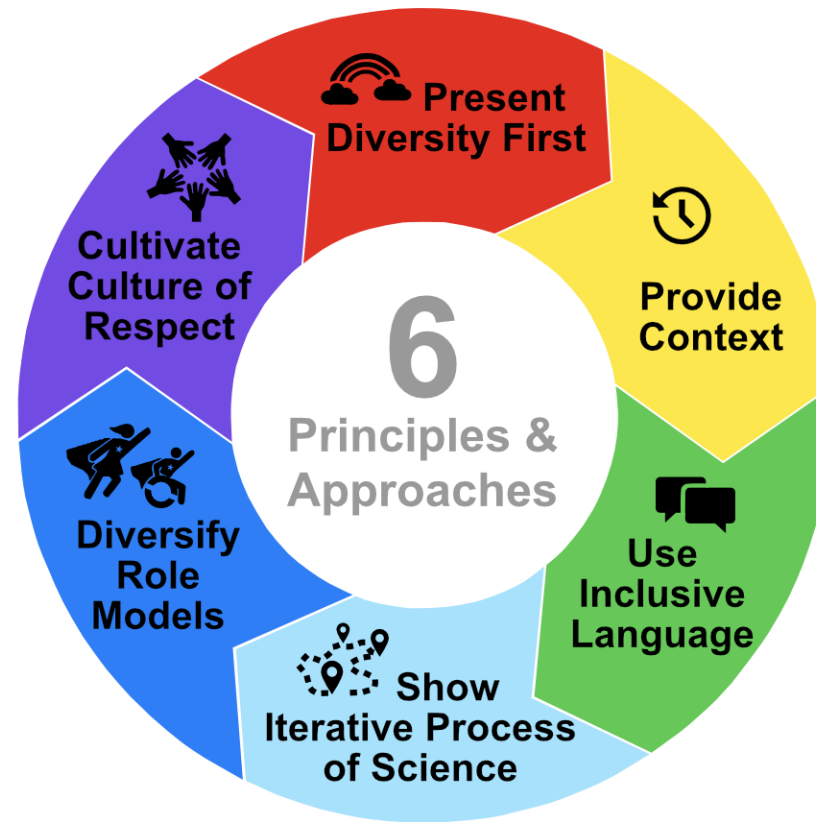 Present
Diversity First
Provide
Context
Use
Inclusive
Language
Show
Iterative Process
of Science
Diversify
Role
Models
Cultivate
Culture of
Respect
6
Principles &
Approaches